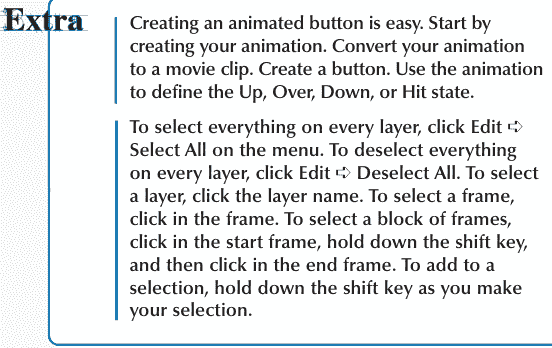 Extra
Creating an animated button is easy. Start by
creating your animation. Convert your animation
to a movie clip. Create a button. Use the animation
to define the Up, Over, Down, or Hit state.
To select everything on every layer, click Edit ➪
Select All on the menu. To deselect everything
on every layer, click Edit ➪ Deselect All. To select
a layer, click the layer name. To select a frame,
click in the frame. To select a block of frames,
click in the start frame, hold down the shift key,
and then click in the end frame. To add to a
selection, hold down the shift key as you make
your selection.